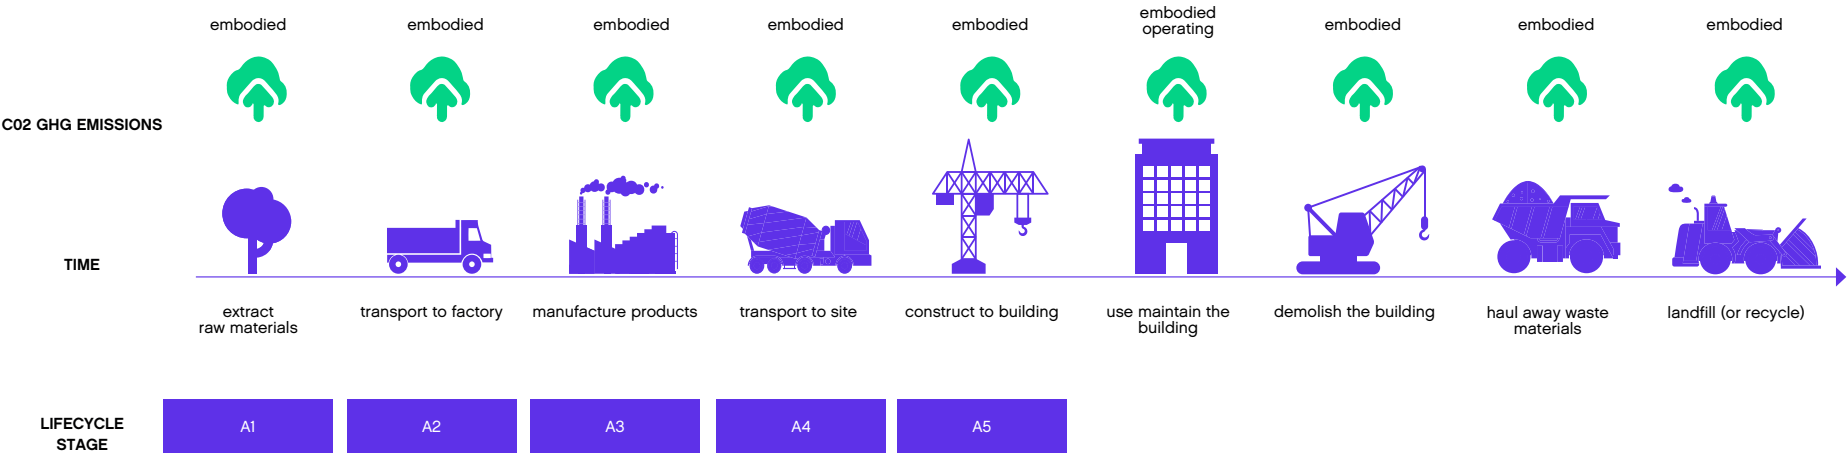 embodied
embodied
embodied
embodied
embodied
embodied
operating
embodied
embodied
embodied
C02 GHG EMISSIONS
TIME
extract
raw materials
transport to factory
manufacture products
transport to site
construct to building
use maintain the
building
demolish the building
haul away waste
materials
landfill (or recycle)
LIFECYCLE
STAGE
A1
A2
A3
A4
A5